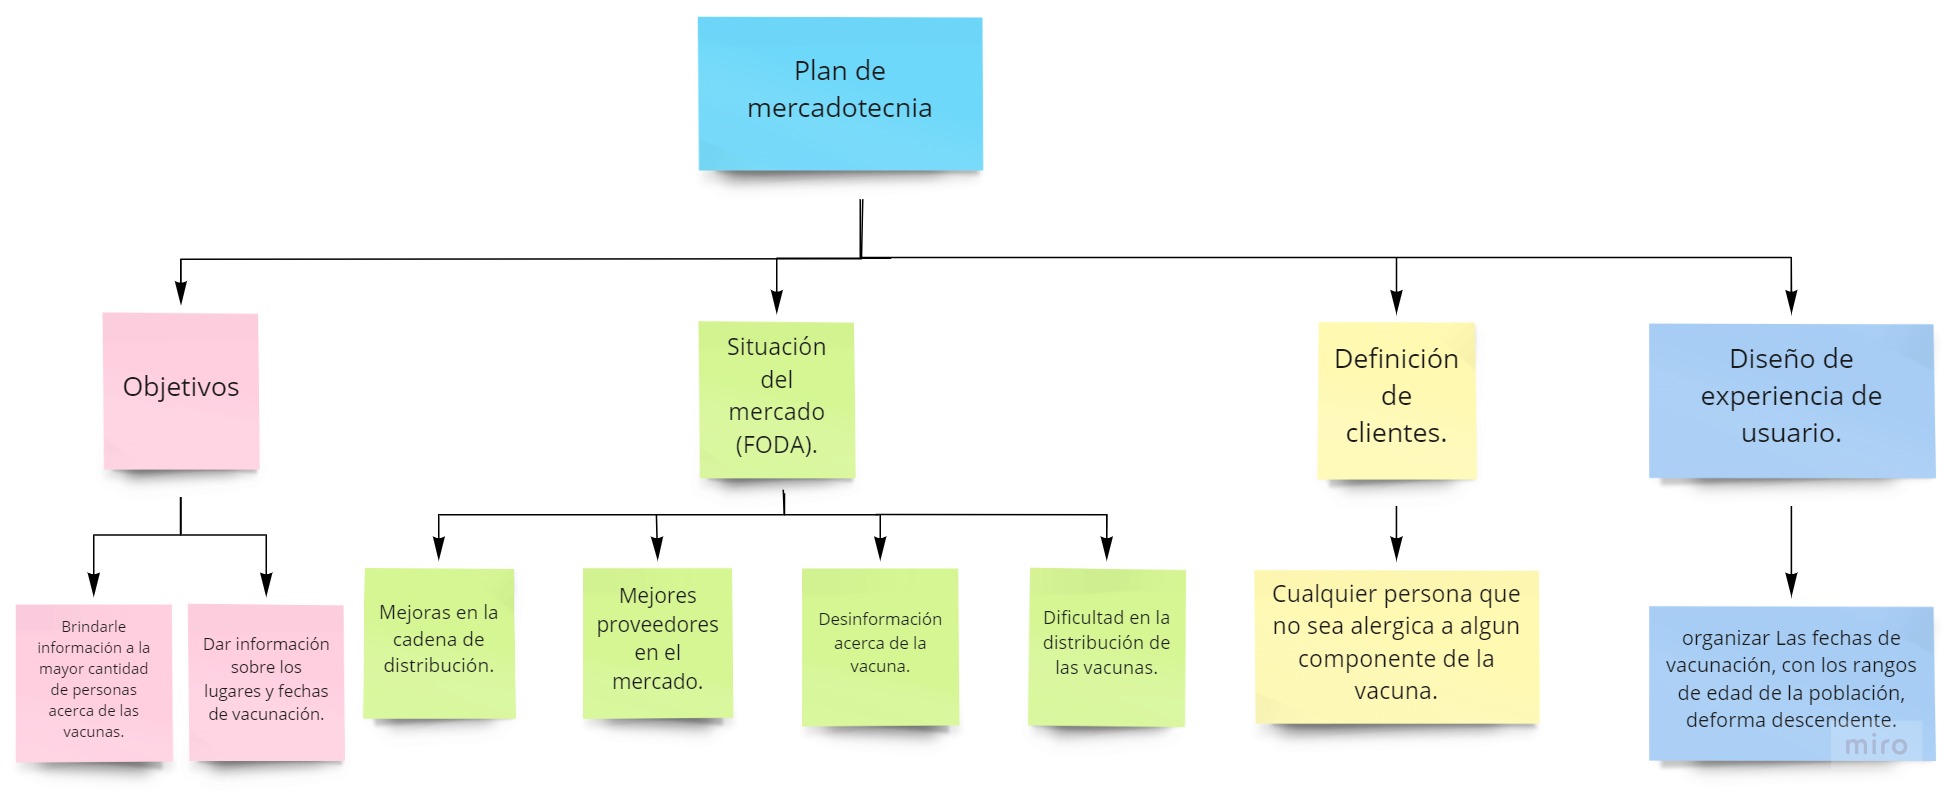 Plan de
mercadotecnia
Objetivos
Situación
del
mercado
(FODA).
Definición
de
clientes.
Diseño de
experiencia de
usuario.
Brindarle
información a la
mayor cantidad
de personas
acerca de las
vacunas.
Dar información
sobre los
lugares y fechas
de vacunación.
Mejoras en la
cadena de
distribución.
Mejores
proveedores
en el
mercado.
Desinformación
acerca de la
vacuna.
Dificultad en la
distribución de
las vacunas.
Cualquier persona que
no sea alergica a algun
componente de la
vacuna.
organizar Las fechas de
vacunación, con los rangos
de edad de la población,
deforma descendente.
miro